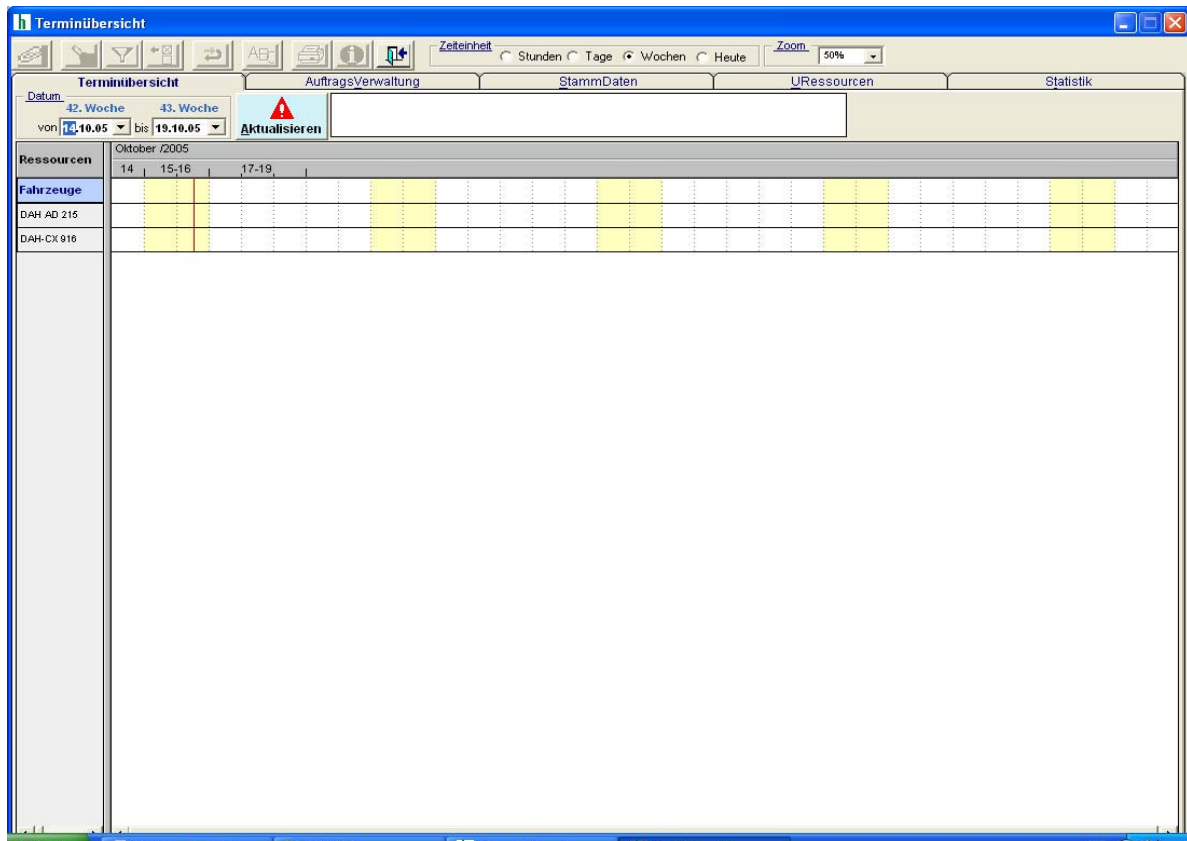 Terminübersicht
Zeiteinheit Stunden Tage Wochen Heute Zoom 50%
Terminübersicht AuftragsVerwaltung StammDaten URessourcen Statistik
Datum
42. Woche 43. Woche
von 14.10.05 bis 19.10.05 Aktualisieren
Oktober /2005
Ressourcen
14 15-16 17-19
Fahrzeuge
DAH AD 215
DAH-CX 916